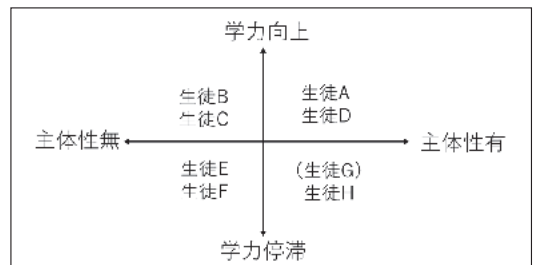 学力向上
生徒B
生徒C
生徒A
生徒D
主体性無
主体性有
生徒E
生徒F
(生徒G)
生徒H
学力停滞